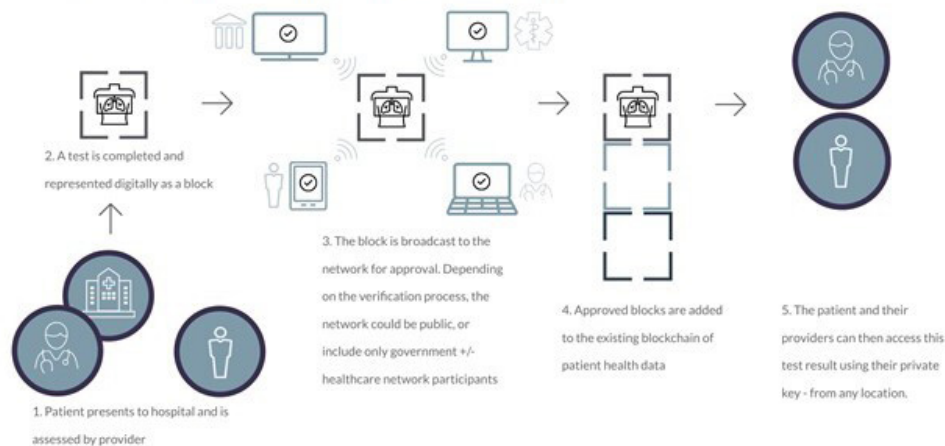 2. A test is completed and
represented digitally as a block
1. Patient presents to hospital and is
assessed by provider
3. The block is broadcast to the
network for approval. Depending
on the verification process, the
network could be public, or
include only government +/-
healthcare network participants
4. Approved blocks are added
to the existing blockchain of
patient health data
5. The patient and their
providers can then access this
test result using their private
key - from any location.